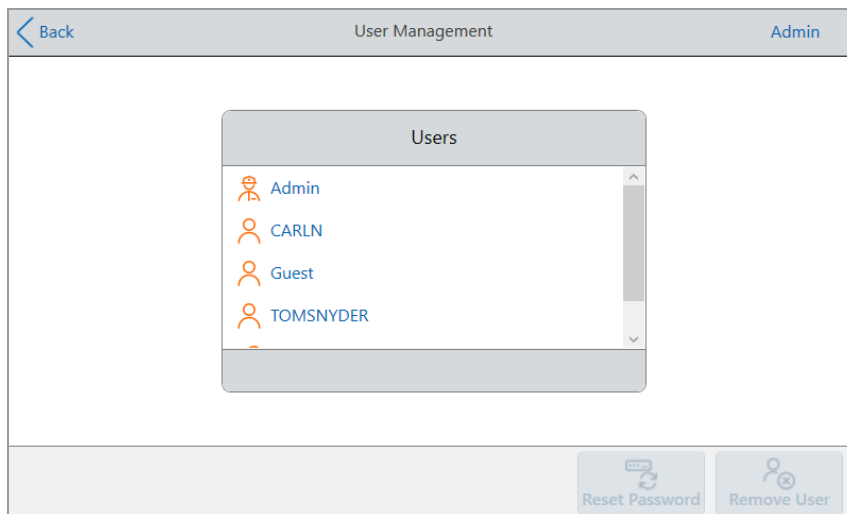 Back
User Management
Admin
Users
Admin
CARLN
Guest
TOMSNYDER
Reset Password
Remove User